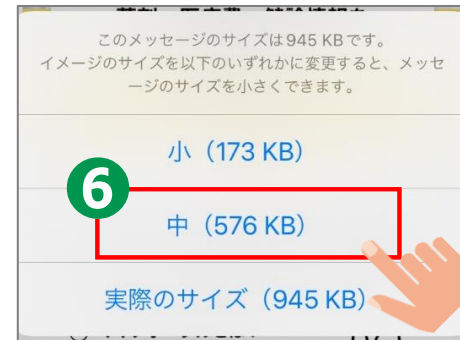 このメッセージのサイズは945 KBです。
イメージのサイズを以下のいずれかに変更すると、メッセ
ージのサイズを小さくできます。
小（173 KB）
6
中（576 KB）
実際のサイズ（945 KB）